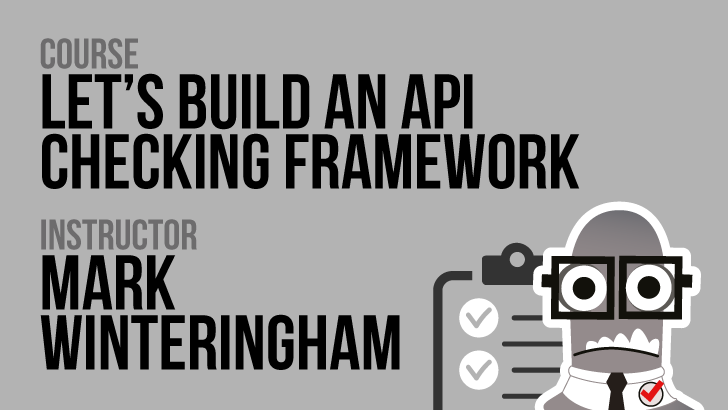 COURSE
LET'S BUILD AN API
CHECKING FRAMEWORK
INSTRUCTOR
MARK
WINTERINGHAM